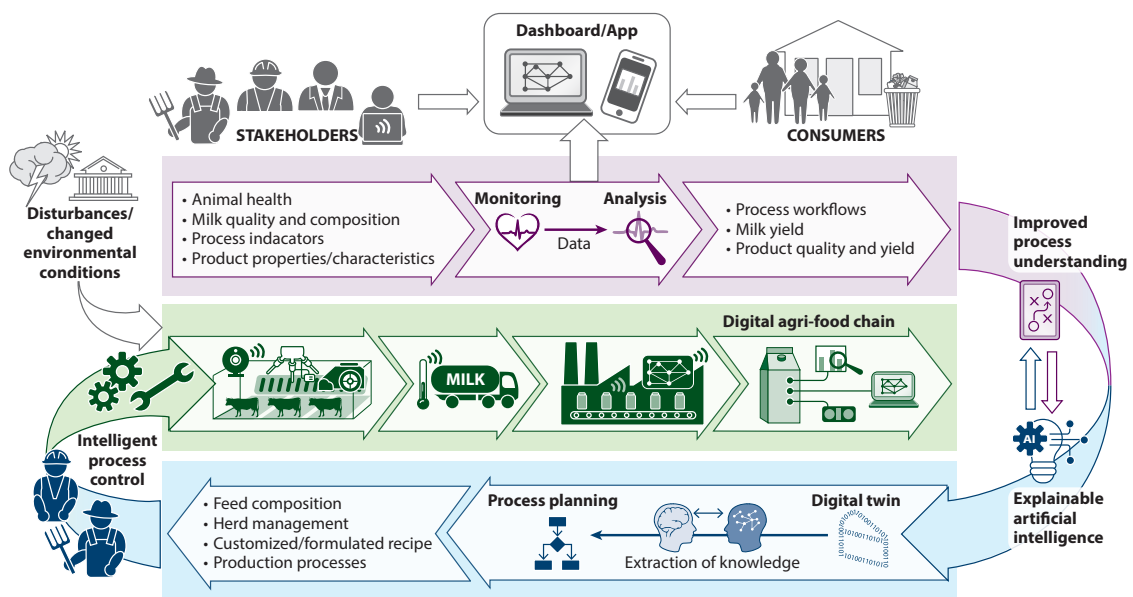 Dashboard/App
STAKEHOLDERS
CONSUMERS
Disturbances/
changed
environmental
conditions
• Animal health
• Milk quality and composition
• Process indacators
• Product properties/characteristics
Monitoring
Analysis
Data
• Process workflows
• Milk yield
• Product quality and yield
Improved
process
understanding
Digital agri-food chain
MILK
Intelligent
process
control
AI
Explainable
artificial
intelligence
• Feed composition
• Herd management
• Customized/formulated recipe
• Production processes
Process planning
Digital twin
Extraction of knowledge